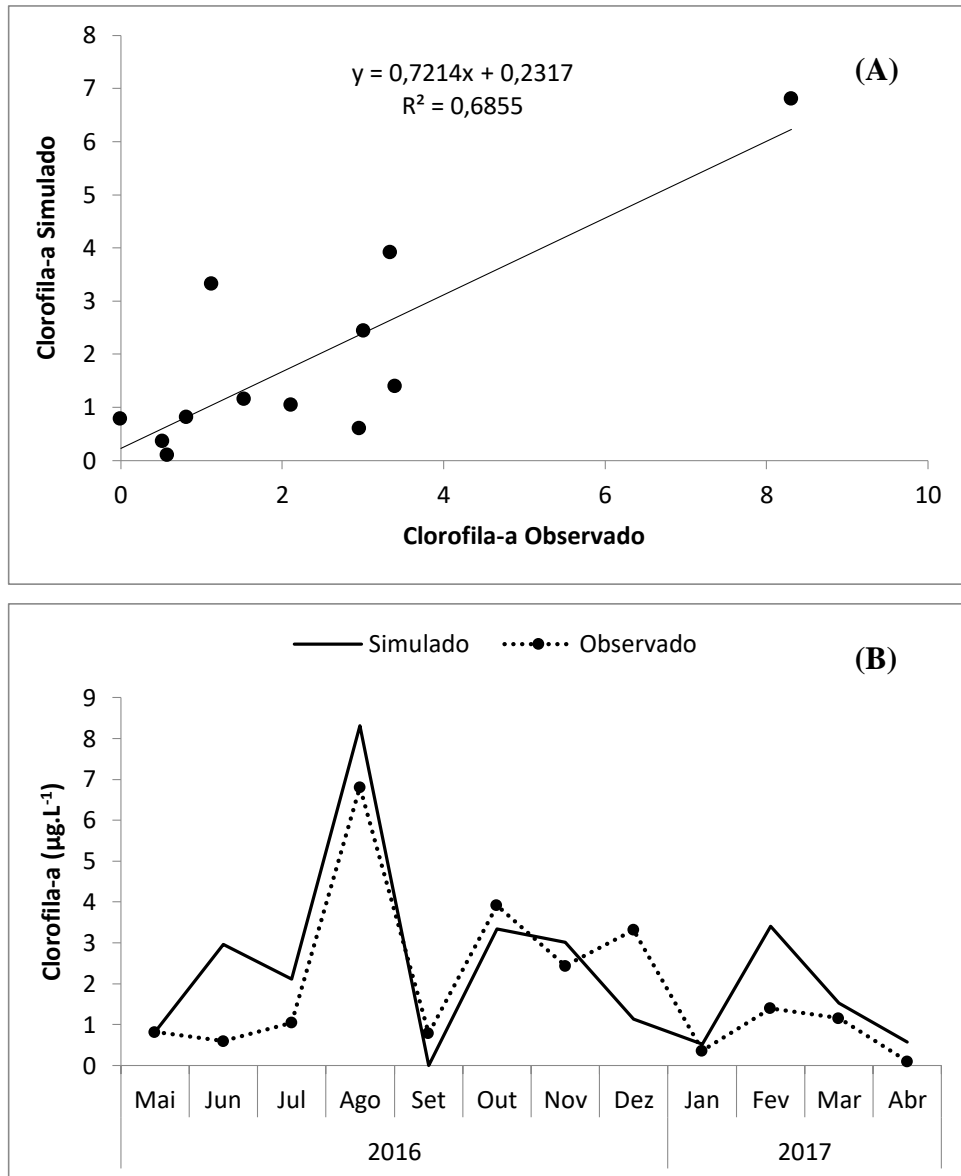 (A)
y = 0,7214x + 0,2317
R² = 0,6855
8
7
6
5
4
3
2
1
0
Clorofila-a Simulado
0 2 4 6 8 10
Clorofila-a Observado
Simulado Observado
(B)
9
8
7
6
5
4
3
2
1
0
Clorofila-a (µg.L⁻¹)
Mai Jun Jul Ago Set Out Nov Dez Jan Fev Mar Abr
2016 2017